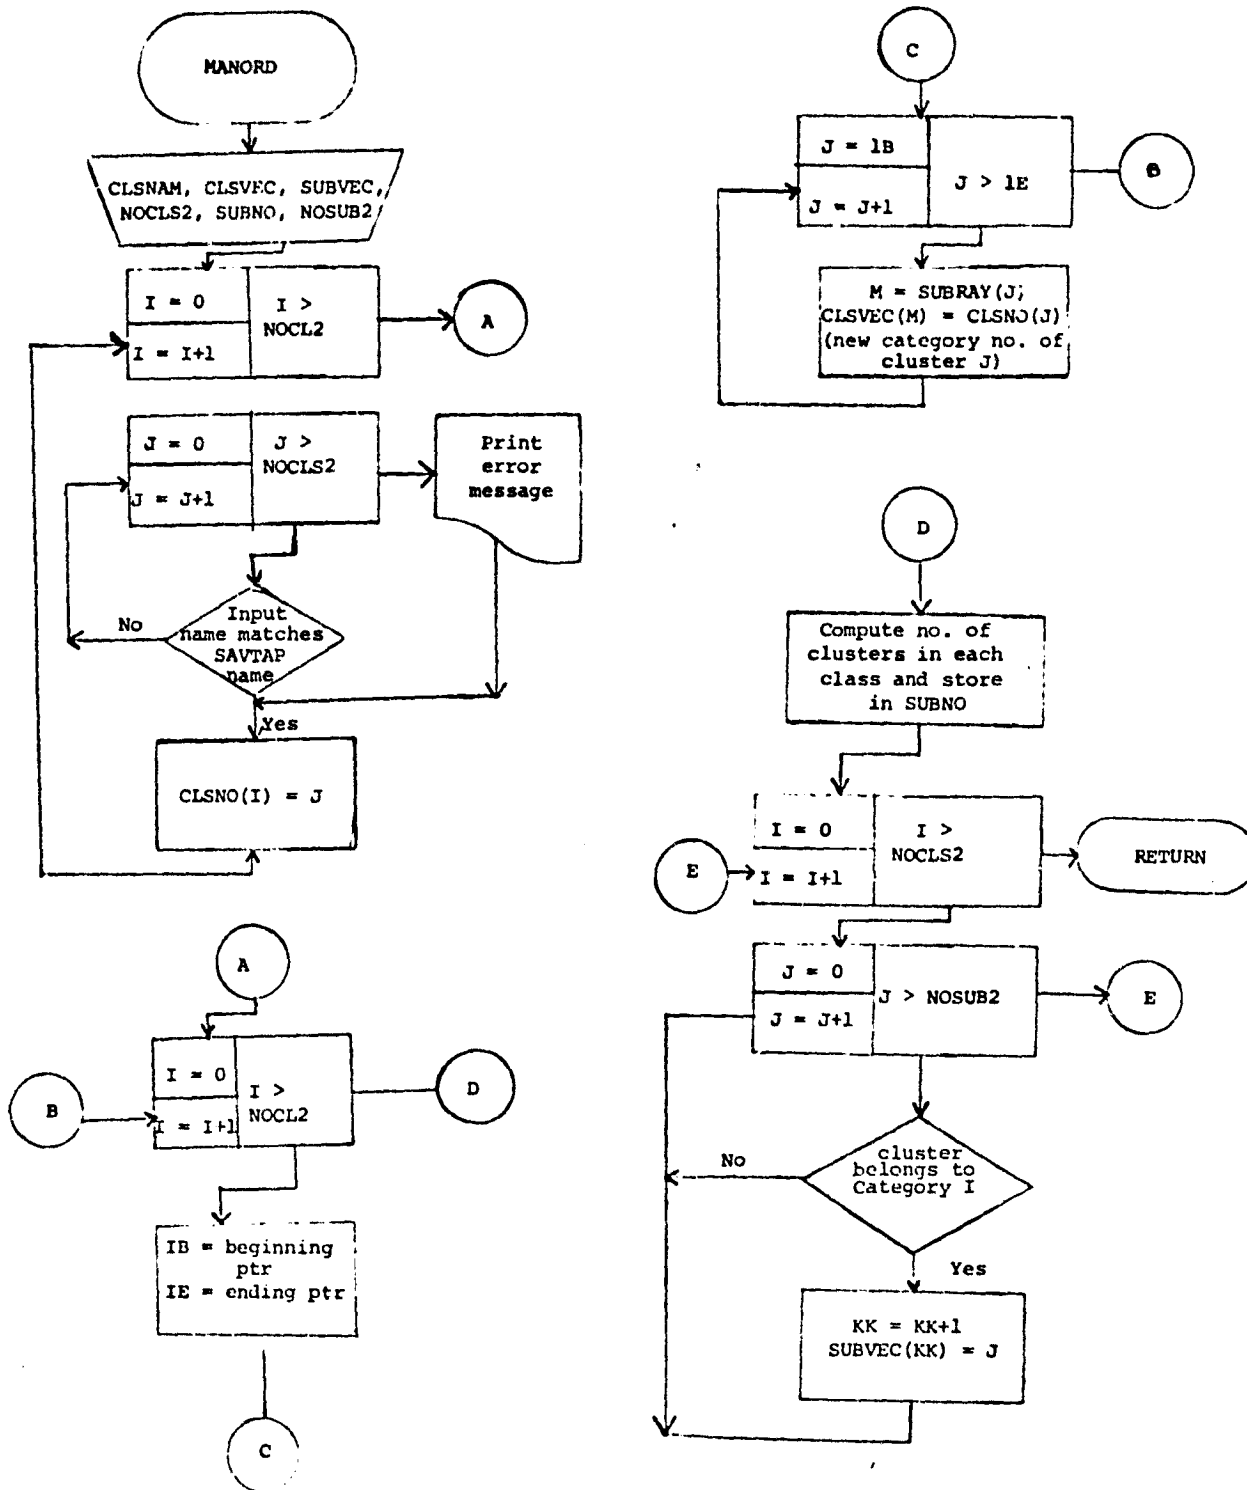 MANORD
CLSNAM, CLSVEC, SUBVEC,
NOCLS2, SUBNO, NOSUB2
I = 0
I = I+1
I >
NOCL2
A
J = 0
J = J+1
J >
NOCLS2
Print
error
message
Input
name matches
SAVTAP
name
No
Yes
CLSNO(I) = J
A
B
I = 0
I = I+1
I >
NOCL2
D
IB = beginning
ptr
IE = ending ptr
C
C
J = 1B
J = J+1
J > 1E
B
M = SUBRAY(J)
CLSVEC(M) = CLSNO(J)
(new category no. of
cluster J)
D
Compute no. of
clusters in each
class and store
in SUBNO
E
I = 0
I = I+1
I >
NOCLS2
RETURN
J = 0
J = J+1
J > NOSUB2
E
cluster
belongs to
Category I
No
Yes
KK = KK+1
SUBVEC(KK) = J